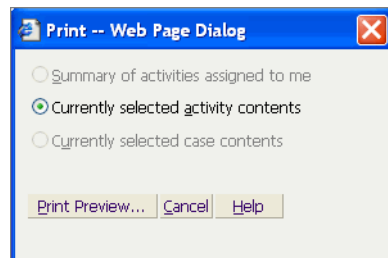 Print -- Web Page Dialog
Summary of activities assigned to me
Currently selected activity contents
Currently selected case contents
Print Preview... Cancel Help